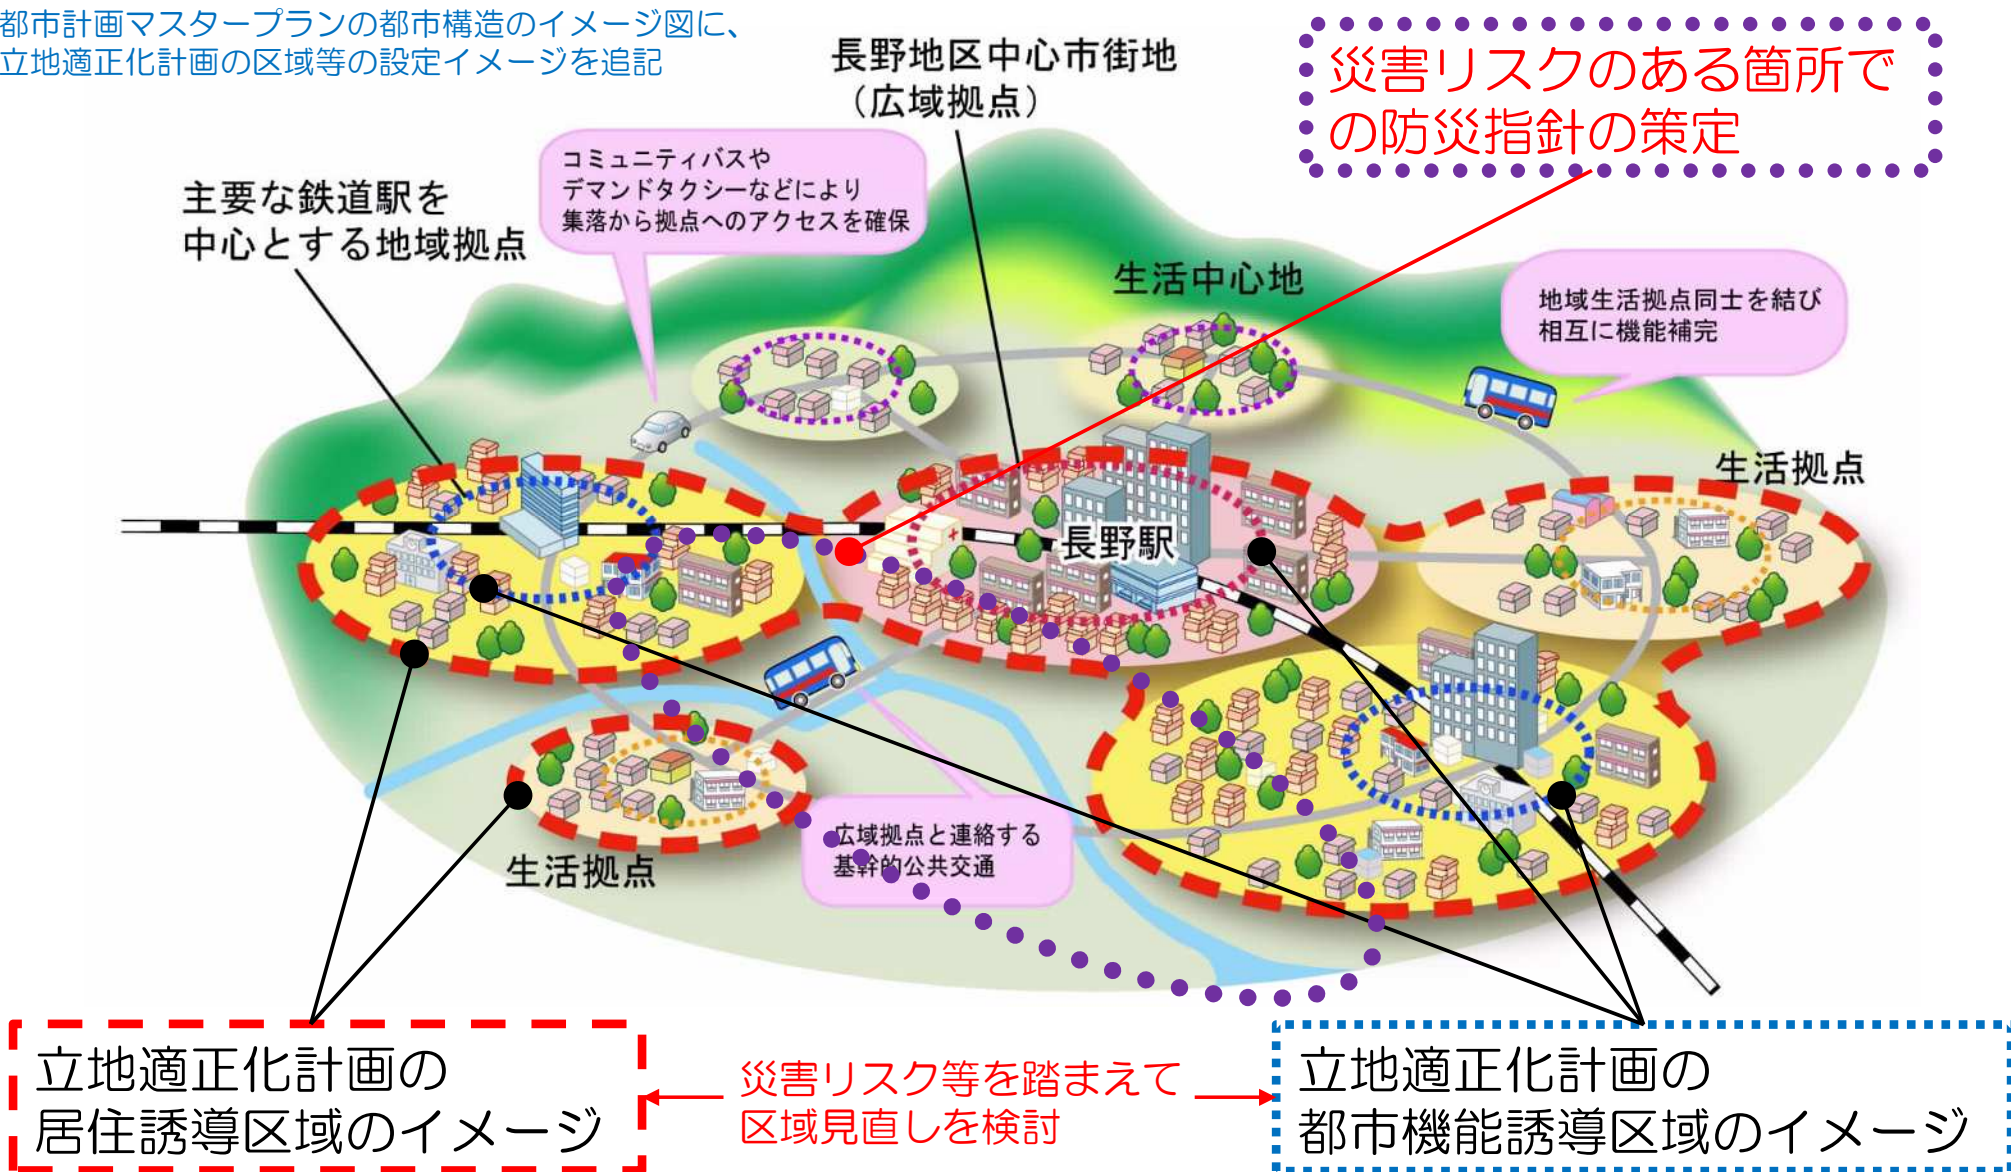 都市計画マスタープランの都市構造のイメージ図に、
立地適正化計画の区域等の設定イメージを追記
長野地区中心市街地
（広域拠点）
災害リスクのある箇所で
の防災指針の策定
主要な鉄道駅を
中心とする地域拠点
コミュニティバスや
デマンドタクシーなどにより
集落から拠点へのアクセスを確保
生活中心地
地域生活拠点同士を結び
相互に機能補完
生活拠点
長野駅
生活拠点
広域拠点と連絡する
基幹的公共交通
立地適正化計画の
居住誘導区域のイメージ
災害リスク等を踏まえて
区域見直しを検討
立地適正化計画の
都市機能誘導区域のイメージ